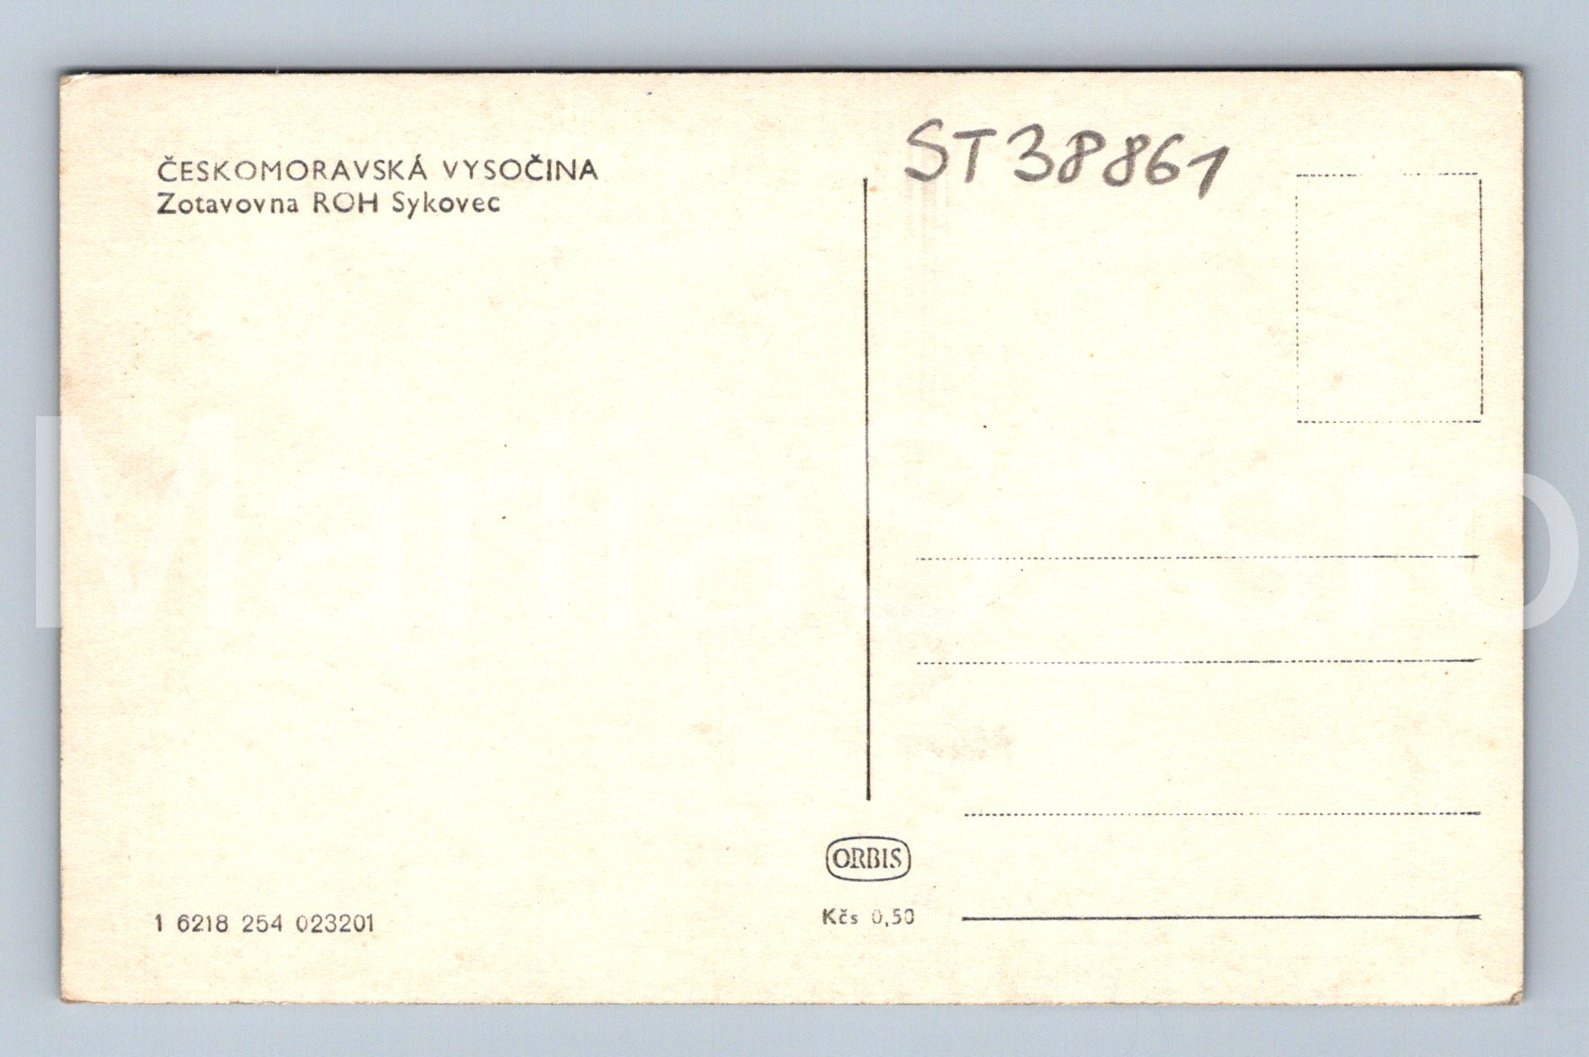 ČESKOMORAVSKÁ VYSOČINA
Zotavovna ROH Sykovec
ST38861
ORBIS
Kčs 0,50
1 6218 254 023201